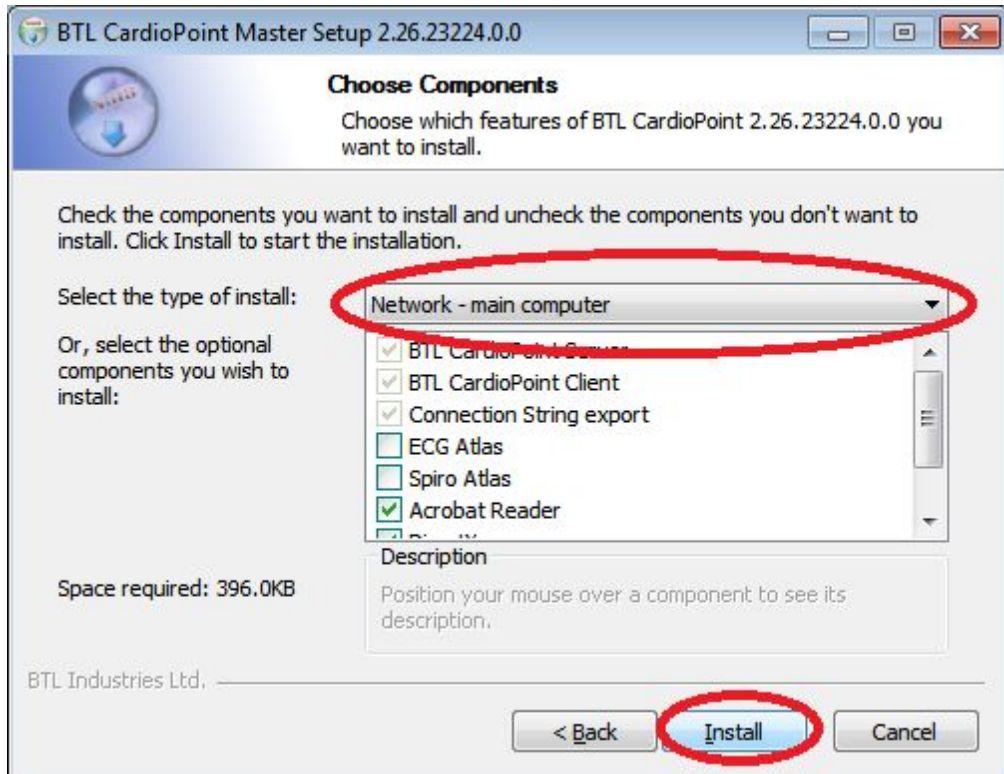 BTL CardioPoint Master Setup 2.26.23224.0.0
Choose Components
Choose which features of BTL CardioPoint 2.26.23224.0.0 you
want to install.
Check the components you want to install and uncheck the components you don't want to
install. Click Install to start the installation.
Select the type of install:
Network - main computer
Or, select the optional
components you wish to
install:
BTL CardioPoint Server
BTL CardioPoint Client
Connection String export
ECG Atlas
Spiro Atlas
Acrobat Reader
Description
Space required: 396.0KB
Position your mouse over a component to see its
description.
BTL Industries Ltd.
< Back
Install
Cancel